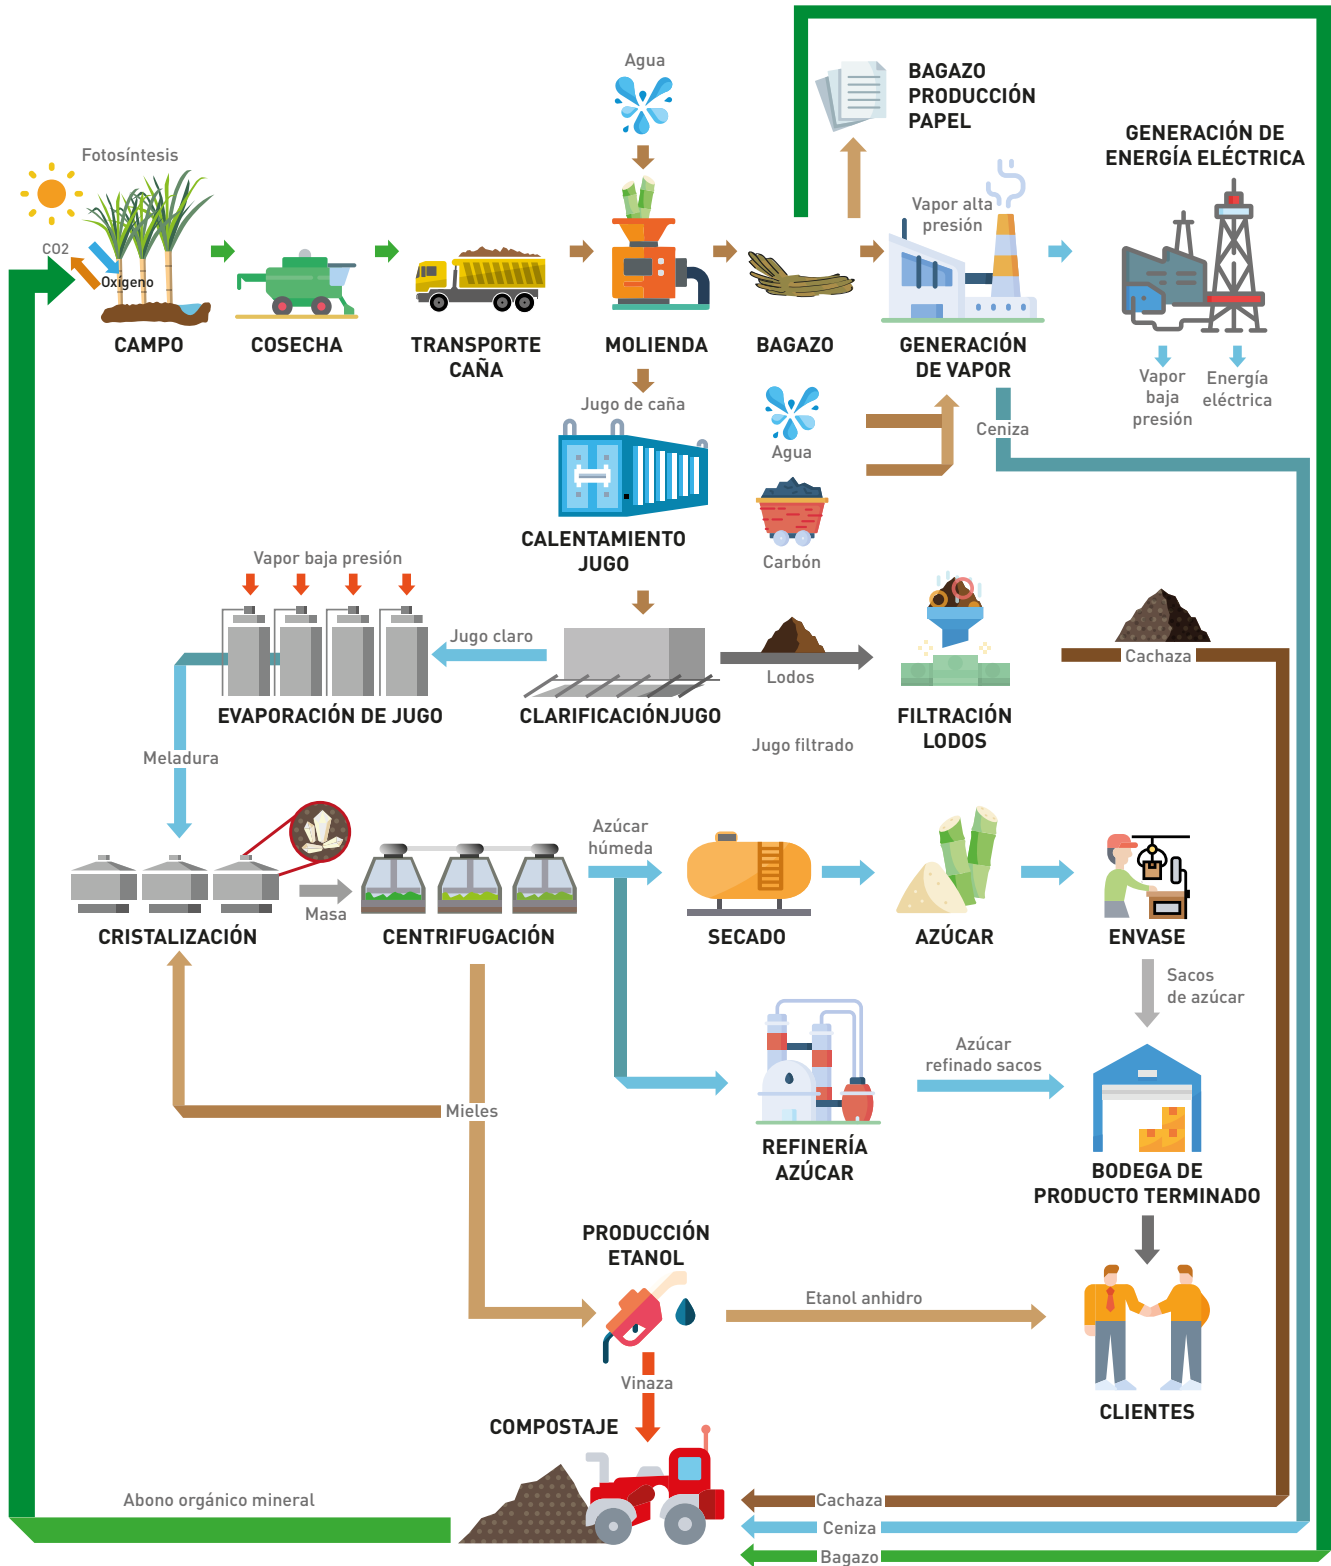 Agua
BAGAZO
PRODUCCIÓN
PAPEL
GENERACIÓN DE
ENERGÍA ELÉCTRICA
Fotosíntesis
CO2
Oxígeno
Vapor alta
presión
CAMPO
COSECHA
TRANSPORTE
CAÑA
MOLIENDA
BAGAZO
GENERACIÓN
DE VAPOR
Vapor
baja
presión
Energía
eléctrica
Jugo de caña
Agua
Ceniza
CALENTAMIENTO
JUGO
Carbón
Vapor baja presión
Jugo claro
Lodos
Cachaza
EVAPORACIÓN DE JUGO
CLARIFICACIÓNJUGO
FILTRACIÓN
LODOS
Jugo filtrado
Meladura
Azúcar
húmeda
Masa
CRISTALIZACIÓN
CENTRIFUGACIÓN
SECADO
AZÚCAR
ENVASE
Sacos
de azúcar
Azúcar
refinado sacos
Mieles
REFINERÍA
AZÚCAR
BODEGA DE
PRODUCTO TERMINADO
PRODUCCIÓN
ETANOL
Etanol anhidro
Vinaza
CLIENTES
COMPOSTAJE
Abono orgánico mineral
Cachaza
Ceniza
Bagazo